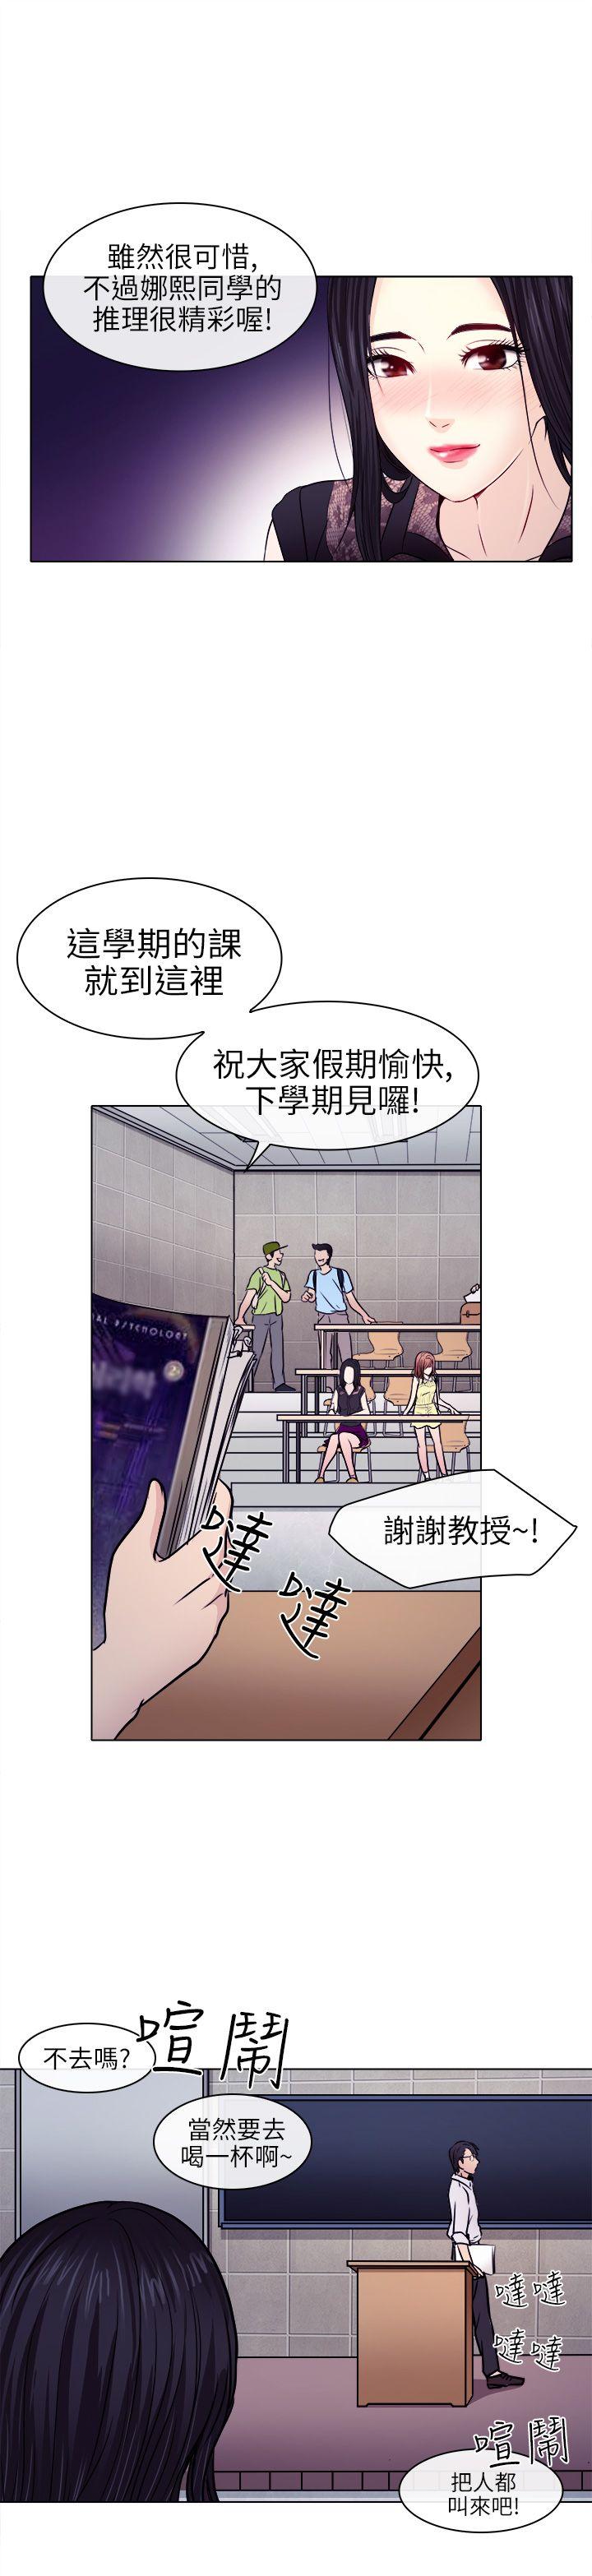 雖然很可惜,
不過娜熙同學的
推理很精彩喔!
這學期的課
就到這裡
祝大家假期愉快,
下學期見囉!
IAL PSYCHOLOGY
謝謝教授~!
噠
噠
喧鬧
不去嗎?
當然要去
喝一杯啊~
噠噠
噠噠
喧鬧
把人都
叫來吧!